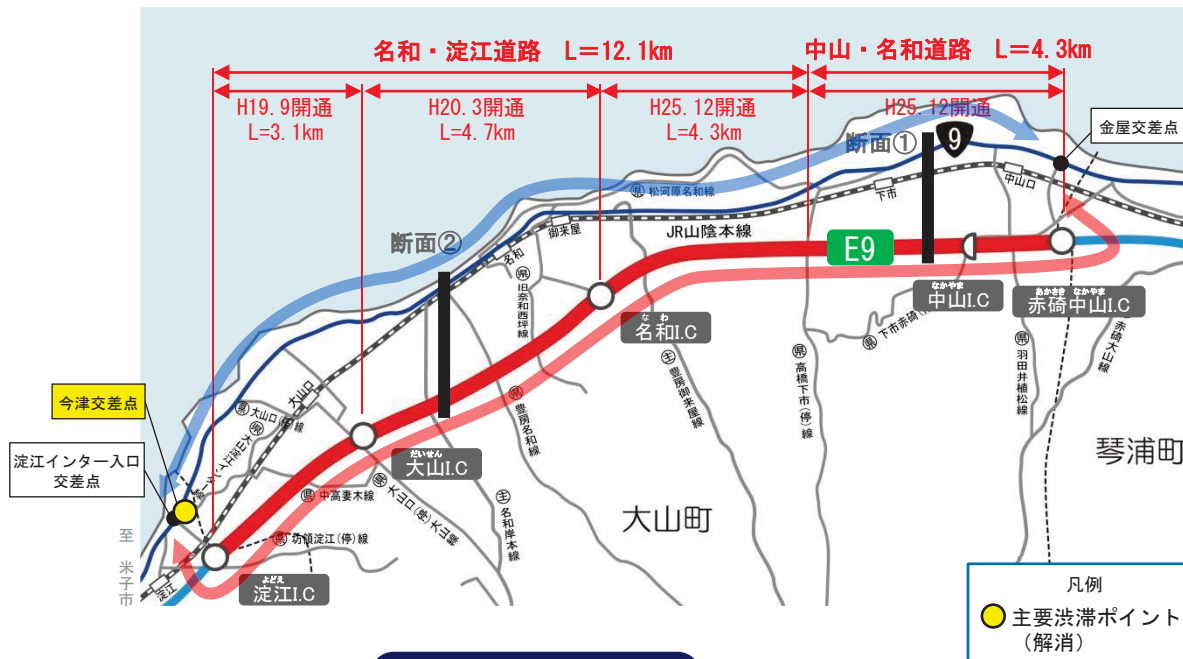 名和・淀江道路 L＝12.1km
中山・名和道路 L=4.3km
H19.9開通
L=3.1km
H20.3開通
L=4.7km
H25.12開通
L=4.3km
H25.12開通
金屋交差点
断面①
9
県 松河原名和線
下市
中山口
JR山陰本線
御来屋
名和
断面②
県 旧奈和西坪線
E9
なかやま
中山I.C
あかさき なかやま
赤碕中山I.C
なわ
名和I.C
県 下市赤碕
赤碕大山線
県 羽田井植松線
県 高橋下市(停)線
主 豊房御来屋線
県 豊房名和線
大山口
今津交差点
県 大山口
線
淀江インター入口
交差点
だいせん
大山I.C
琴浦町
県 中高妻木線
県 大山口(停)大山線
主 名和岸本線
大山町
至 米子市
県 坊領淀江(停)線
淀江
よどえ
淀江I.C
凡例
主要渋滞ポイント
（解消）